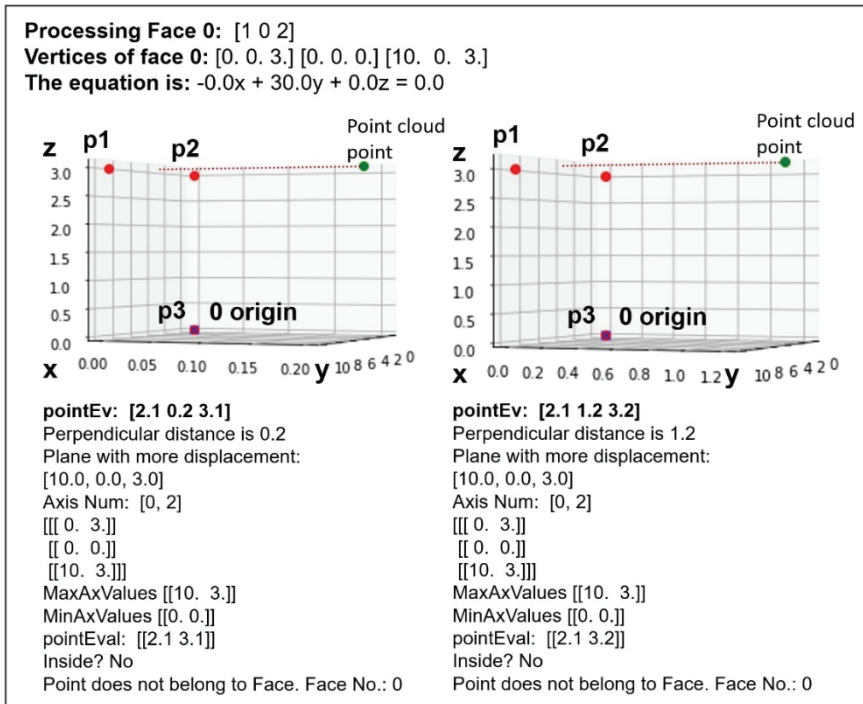 Processing Face 0: [1 0 2]
Vertices of face 0: [0. 0. 3.] [0. 0. 0.] [10. 0. 3.]
The equation is: -0.0x + 30.0y + 0.0z = 0.0
Point cloud
point
p1
p2
z
3.0
2.5
2.0
1.5
1.0
0.5
0.0
p3 0 origin
x
0.00 0.05 0.10 0.15 0.20 y 10 8 6 4 2 0
pointEv: [2.1 0.2 3.1]
Perpendicular distance is 0.2
Plane with more displacement:
[10.0, 0.0, 3.0]
Axis Num: [0, 2]
[[[ 0. 3.]]
[[ 0. 0.]]
[[10. 3.]]]
MaxAxValues [[10. 3.]]
MinAxValues [[0. 0.]]
pointEval: [[2.1 3.1]]
Inside? No
Point does not belong to Face. Face No.: 0
Point cloud
point
p1
p2
z
3.0
2.5
2.0
1.5
1.0
0.5
0.0
p3 0 origin
x
0.0 0.2 0.4 0.6 0.8 1.0 1.2 y 10 8 6 4 2 0
pointEv: [2.1 1.2 3.2]
Perpendicular distance is 1.2
Plane with more displacement:
[10.0, 0.0, 3.0]
Axis Num: [0, 2]
[[[ 0. 3.]]
[[ 0. 0.]]
[[10. 3.]]]
MaxAxValues [[10. 3.]]
MinAxValues [[0. 0.]]
pointEval: [[2.1 3.2]]
Inside? No
Point does not belong to Face. Face No.: 0